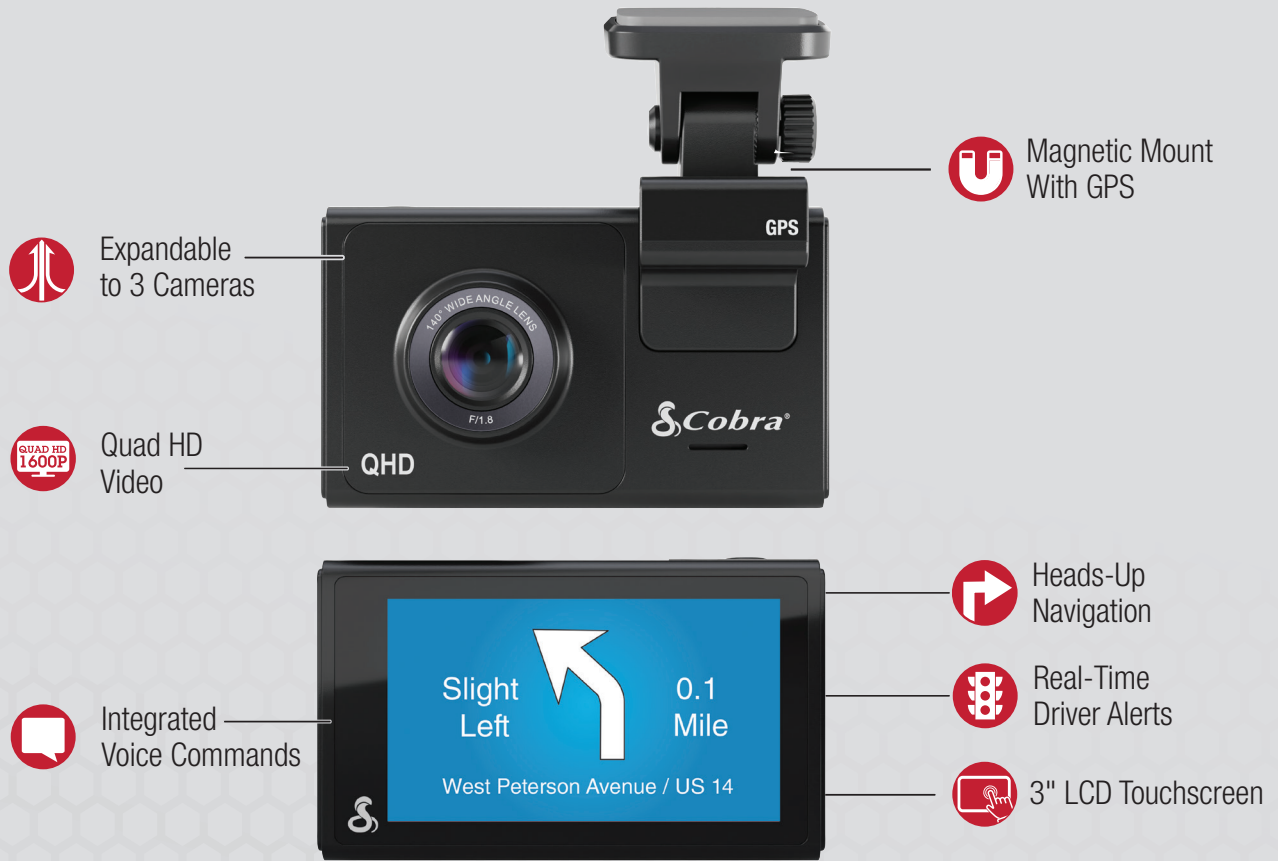 Magnetic Mount
With GPS
GPS
Expandable
to 3 Cameras
140° WIDE ANGLE LENS
F/1.8
Cobra®
QUAD HD
1600P
Quad HD
Video
QHD
Heads-Up
Navigation
Slight
Left
0.1
Mile
Real-Time
Driver Alerts
Integrated
Voice Commands
West Peterson Avenue / US 14
3" LCD Touchscreen